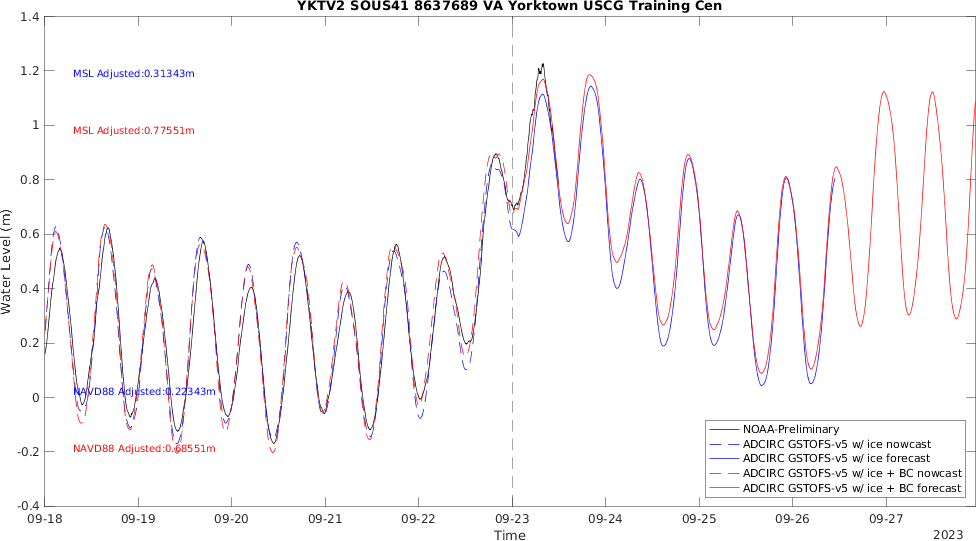 YKTV2 SOUS41 8637689 VA Yorktown USCG Training Cen
1.4
1.2
1
0.8
0.6
0.4
0.2
0
-0.2
-0.4
Water Level (m)
MSL Adjusted:0.31343m
MSL Adjusted:0.77551m
NAVD88 Adjusted:0.22343m
NAVD88 Adjusted:0.68551m
NOAA-Preliminary
ADCIRC GSTOFS-v5 w/ ice nowcast
ADCIRC GSTOFS-v5 w/ ice forecast
ADCIRC GSTOFS-v5 w/ ice + BC nowcast
ADCIRC GSTOFS-v5 w/ ice + BC forecast
09-18 09-19 09-20 09-21 09-22 09-23 09-24 09-25 09-26 09-27
Time
2023